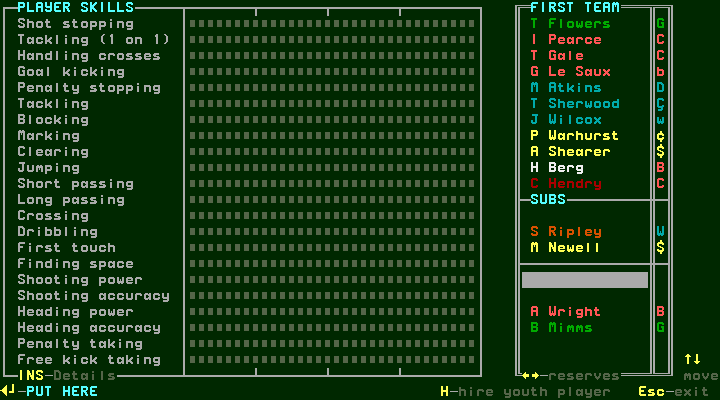 PLAYER SKILLS
Shot stopping
Tackling (1 on 1)
Handling crosses
Goal kicking
Penalty stopping
Tackling
Blocking
Marking
Clearing
Jumping
Short passing
Long passing
Crossing
Dribbling
First touch
Finding space
Shooting power
Shooting accuracy
Heading power
Heading accuracy
Penalty taking
Free kick taking
INS-Details
PUT HERE
FIRST TEAM
T Flowers G
I Pearce C
T Gale C
G Le Saux b
M Atkins D
T Sherwood Ç
J Wilcox w
P Warhurst ¢
A Shearer $
H Berg B
C Hendry C
SUBS
S Ripley W
M Newell $
A Wright B
B Mimms G
↔-reserves
↑↓ move
H-hire youth player
Esc-exit